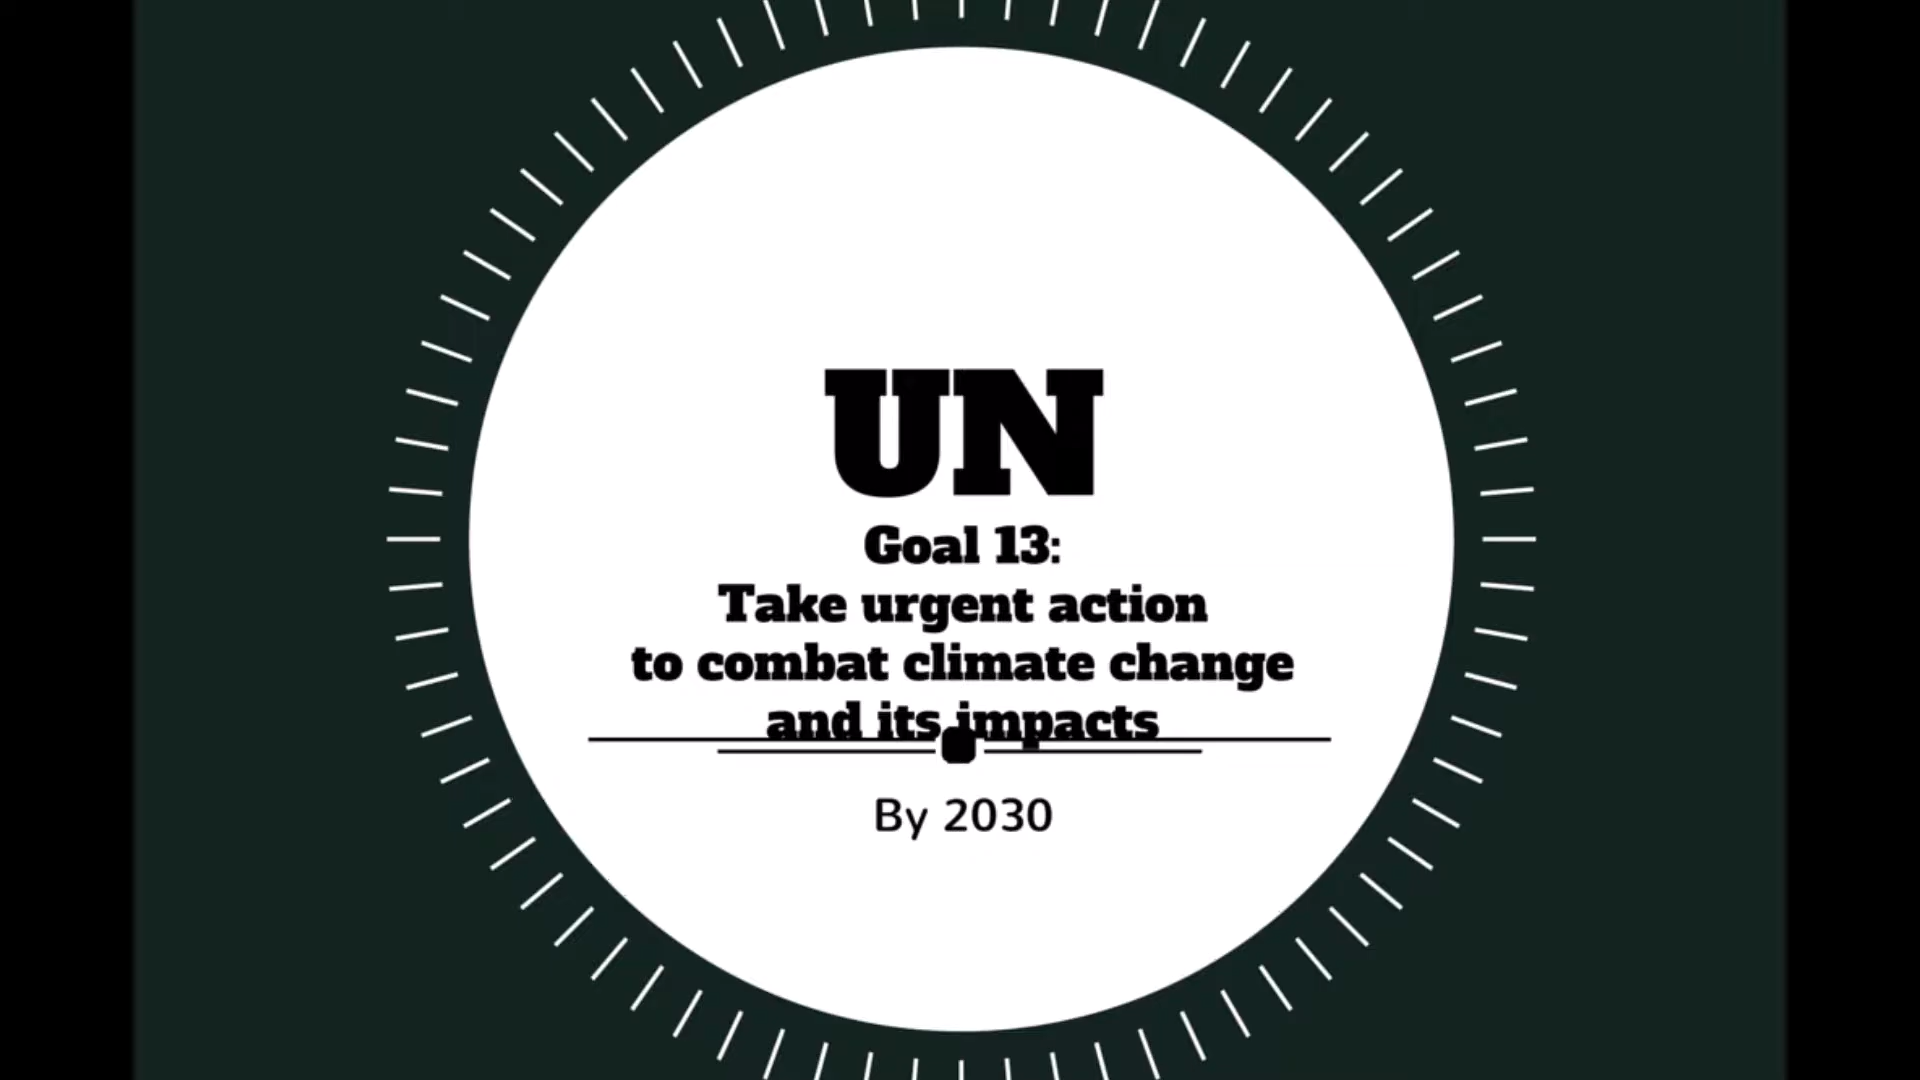 UN
Goal 13:
Take urgent action
to combat climate change
and its impacts
By 2030